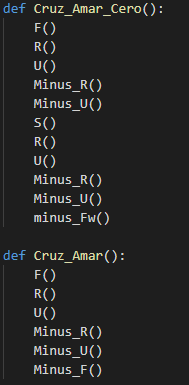 def Cruz_Amar_Cero():
    F()
    R()
    U()
    Minus_R()
    Minus_U()
    S()
    R()
    U()
    Minus_R()
    Minus_U()
    minus_Fw()

def Cruz_Amar():
    F()
    R()
    U()
    Minus_R()
    Minus_U()
    Minus_F()